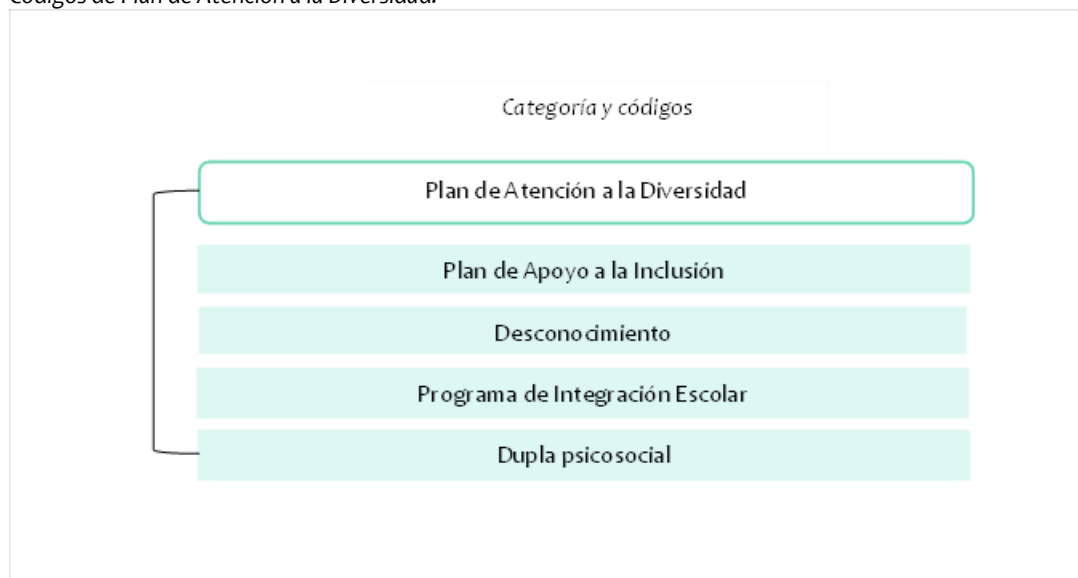 Códigos de Plan de Atención a la Diversidad.
Categoría y códigos
Plan de Atención a la Diversidad
Plan de Apoyo a la Inclusión
Desconocimiento
Programa de Integración Escolar
Dupla psicosocial